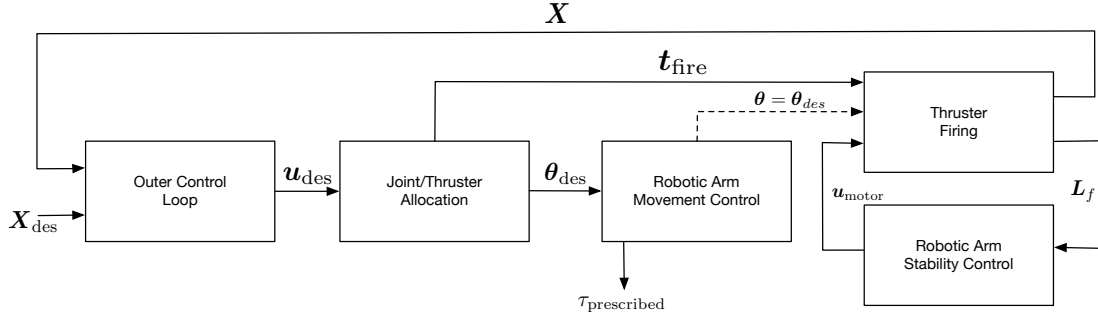 X
t_fire
θ = θ_des
Thruster
Firing
Outer Control
Loop
u_des
Joint/Thruster
Allocation
θ_des
Robotic Arm
Movement Control
u_motor
L_f
X_des
Robotic Arm
Stability Control
τ_prescribed